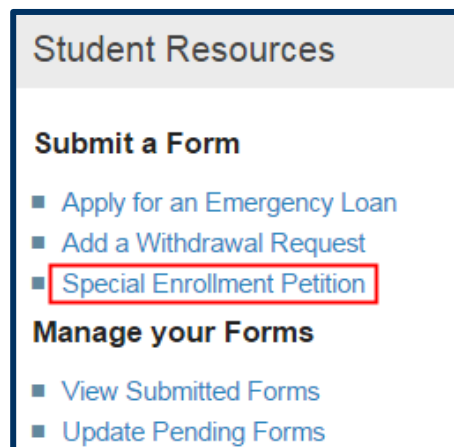 Student Resources
Submit a Form
Apply for an Emergency Loan
Add a Withdrawal Request
Special Enrollment Petition
Manage your Forms
View Submitted Forms
Update Pending Forms